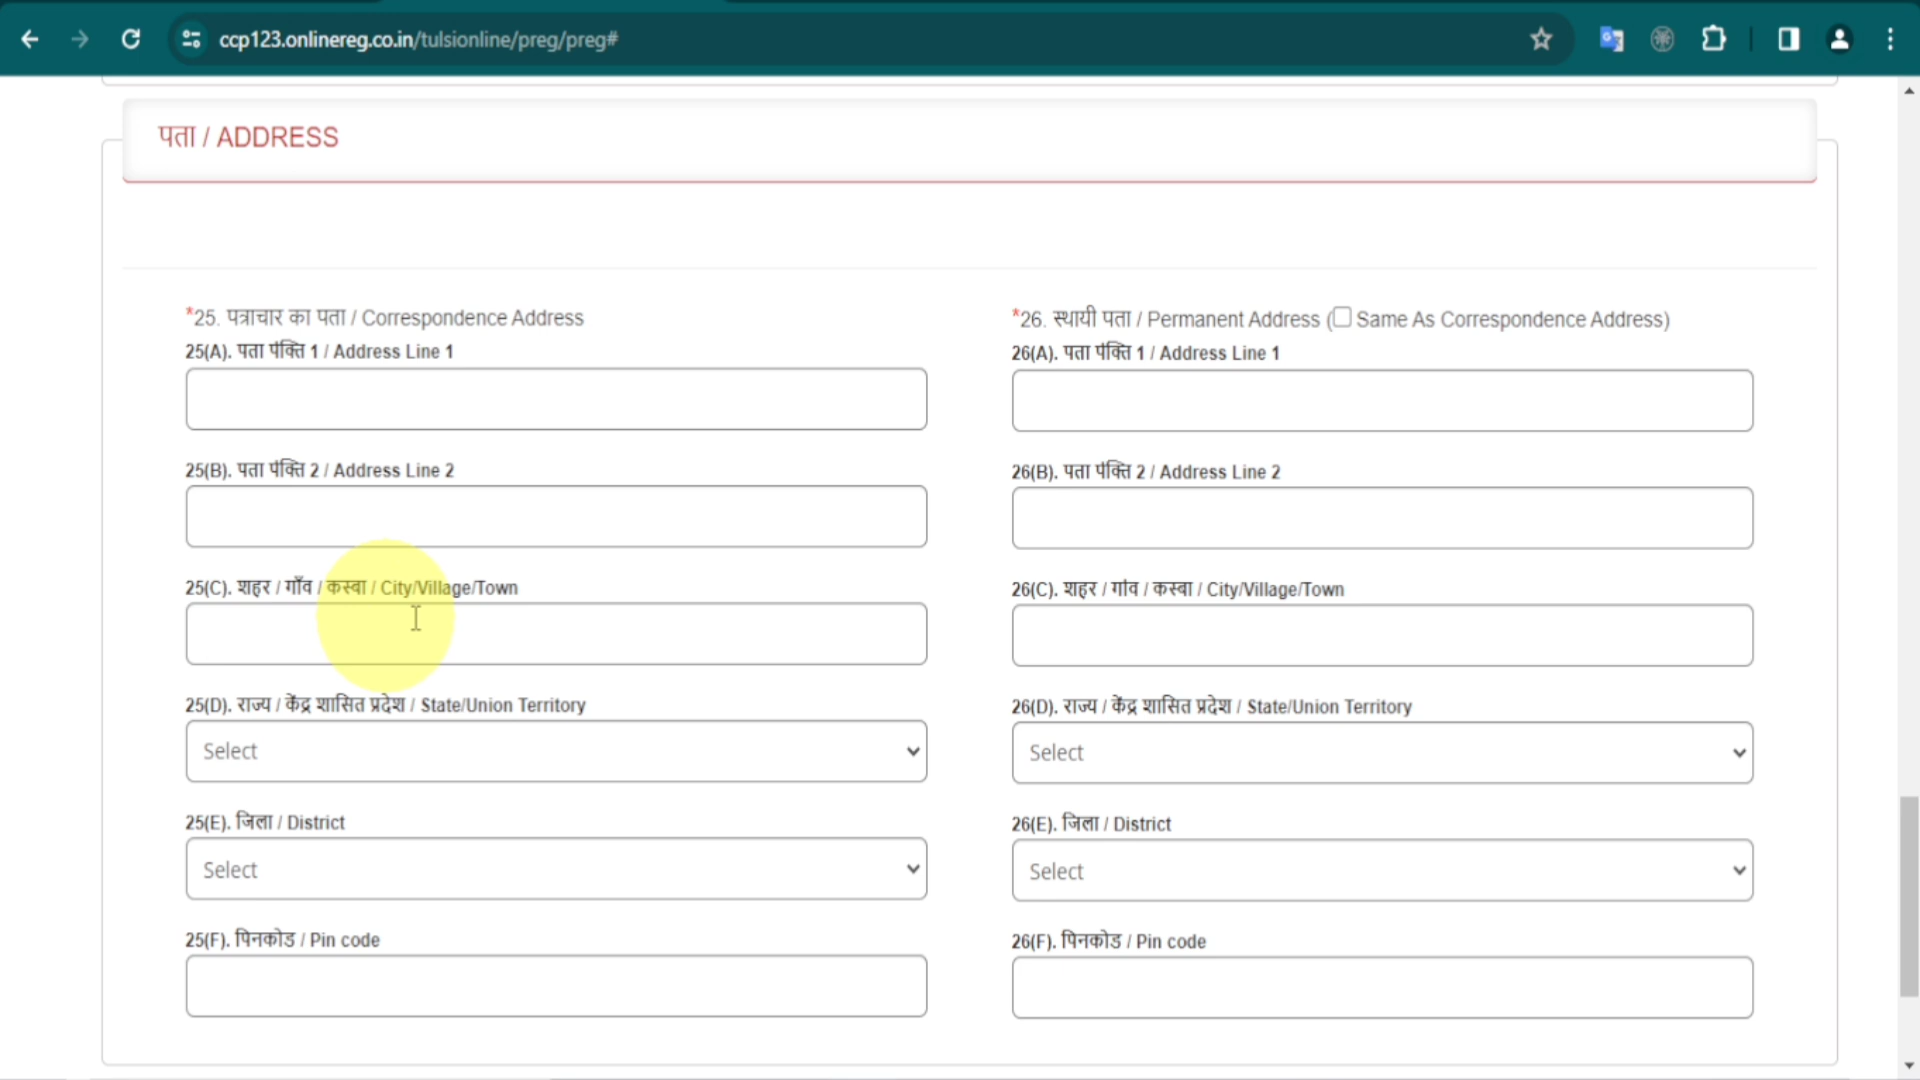 ccp123.onlinereg.co.in/tulsionline/preg/preg#
पता / ADDRESS
*25. पत्राचार का पता / Correspondence Address
25(A). पता पंक्ति 1 / Address Line 1
25(B). पता पंक्ति 2 / Address Line 2
25(C). शहर / गाँव / कस्बा / City/Village/Town
25(D). राज्य / केंद्र शासित प्रदेश / State/Union Territory
Select
25(E). जिला / District
Select
25(F). पिनकोड / Pin code
*26. स्थायी पता / Permanent Address ( Same As Correspondence Address)
26(A). पता पंक्ति 1 / Address Line 1
26(B). पता पंक्ति 2 / Address Line 2
26(C). शहर / गांव / कस्बा / City/Village/Town
26(D). राज्य / केंद्र शासित प्रदेश / State/Union Territory
Select
26(E). जिला / District
Select
26(F). पिनकोड / Pin code